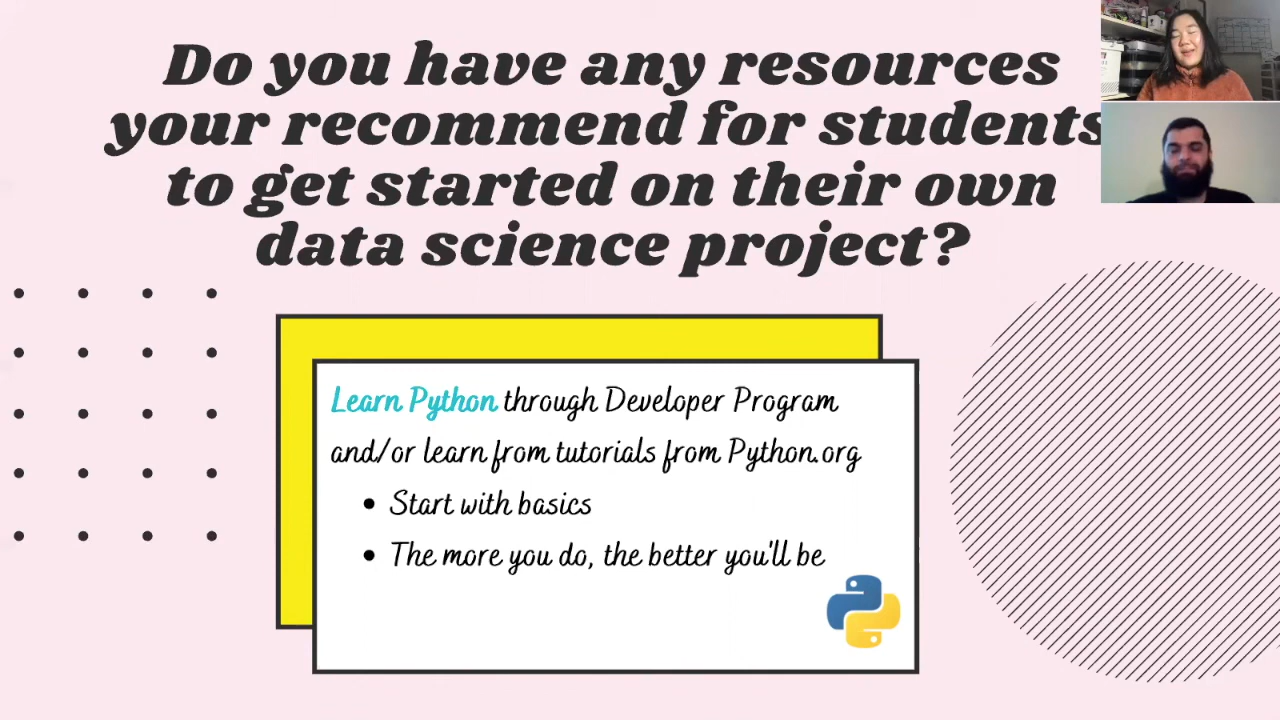 Do you have any resources
your recommend for students
to get started on their own
data science project?
Learn Python through Developer Program
and/or learn from tutorials from Python.org
• Start with basics
• The more you do, the better you'll be